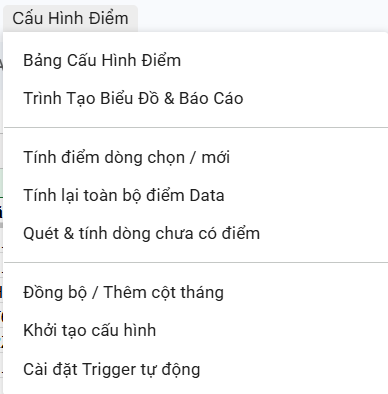 Cấu Hình Điểm
Bảng Cấu Hình Điểm
Trình Tạo Biểu Đồ & Báo Cáo
Tính điểm dòng chọn / mới
Tính lại toàn bộ điểm Data
Quét & tính dòng chưa có điểm
Đồng bộ / Thêm cột tháng
Khởi tạo cấu hình
Cài đặt Trigger tự động